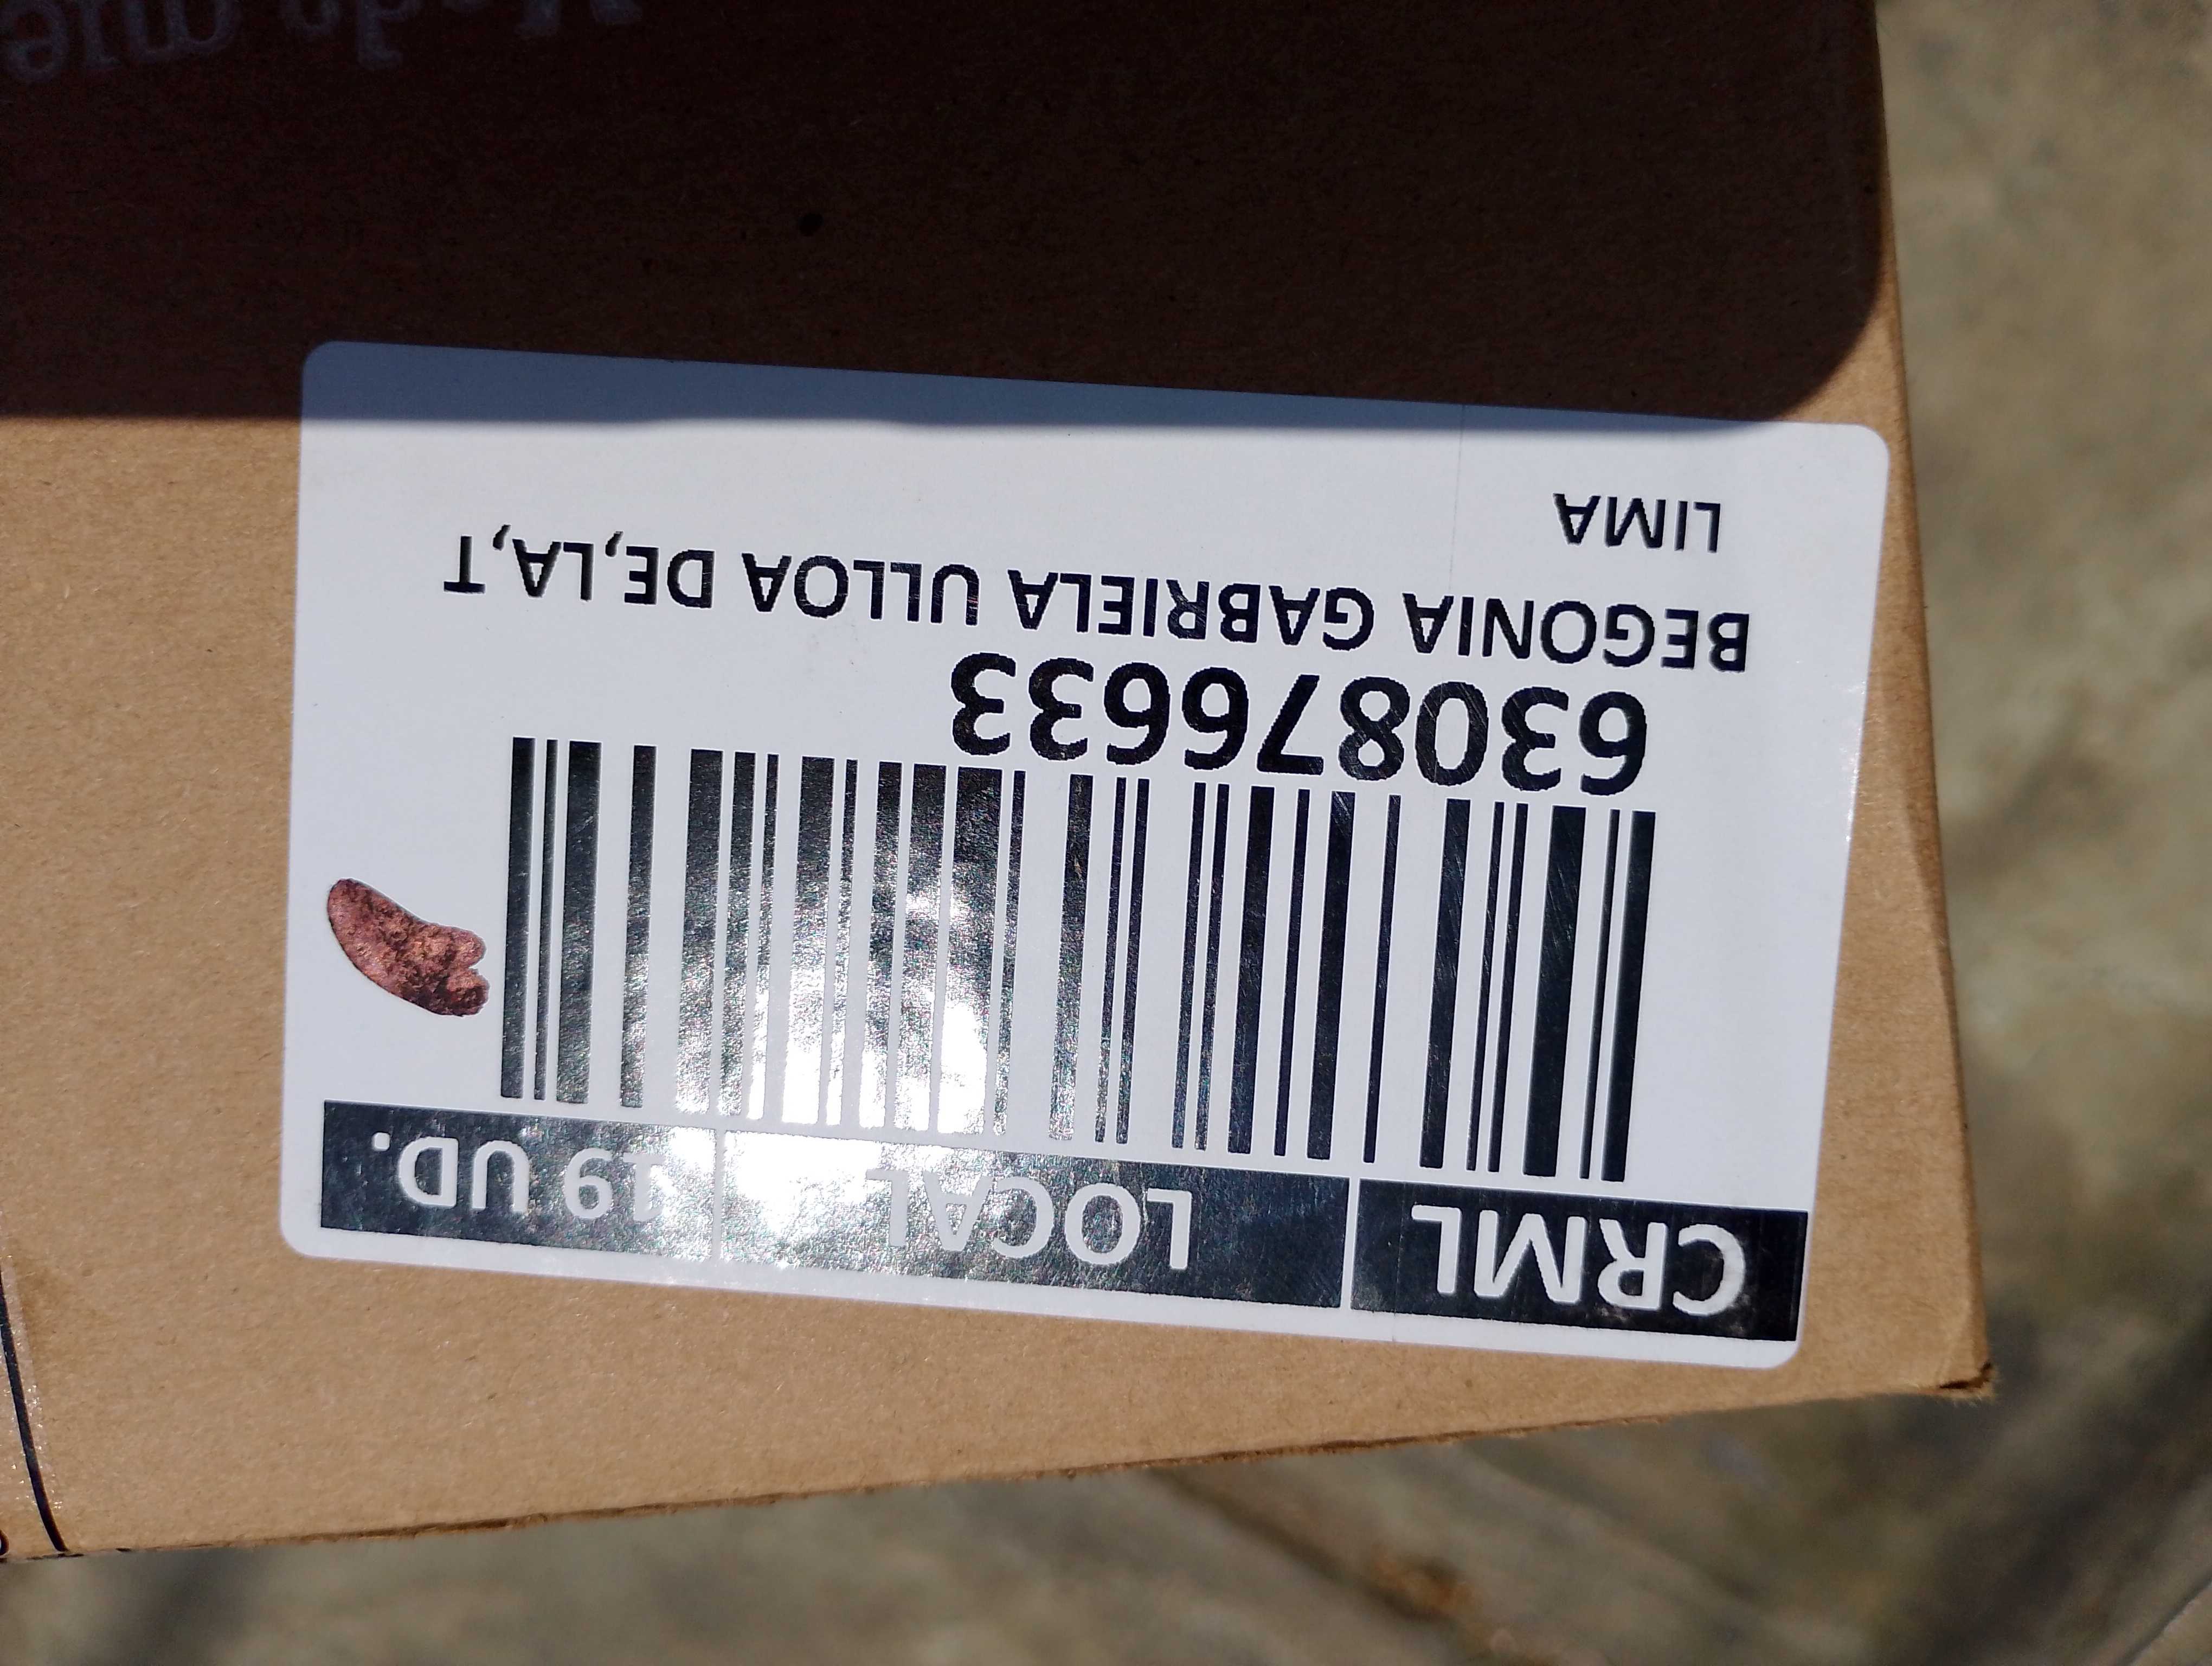 CRML LOCAL 19 UD.
630876633
BEGONIA GABRIELA ULLOA DE,LA,T
LIMA